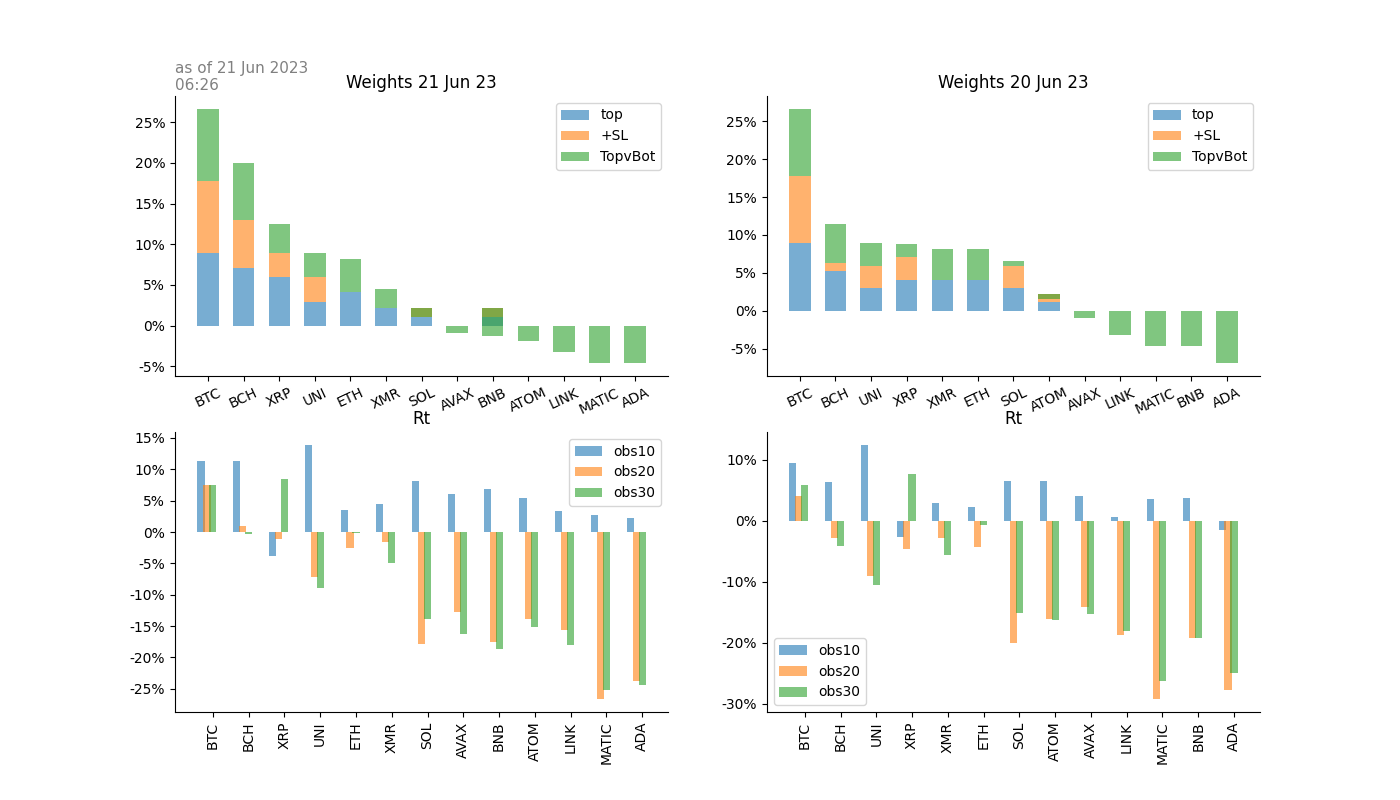 as of 21 Jun 2023
06:26
Weights 21 Jun 23
25%
20%
15%
10%
5%
0%
-5%
top
+SL
TopvBot
BTC BCH XRP UNI ETH XMR SOL AVAX BNB ATOM LINK MATIC ADA
Weights 20 Jun 23
25%
20%
15%
10%
5%
0%
-5%
top
+SL
TopvBot
BTC BCH UNI XRP XMR ETH SOL ATOM AVAX LINK MATIC BNB ADA
Rt
15%
10%
5%
0%
-5%
-10%
-15%
-20%
-25%
obs10
obs20
obs30
BTC BCH XRP UNI ETH XMR SOL AVAX BNB ATOM LINK MATIC ADA
Rt
10%
0%
-10%
-20%
-30%
obs10
obs20
obs30
BTC BCH UNI XRP XMR ETH SOL ATOM AVAX LINK MATIC BNB ADA